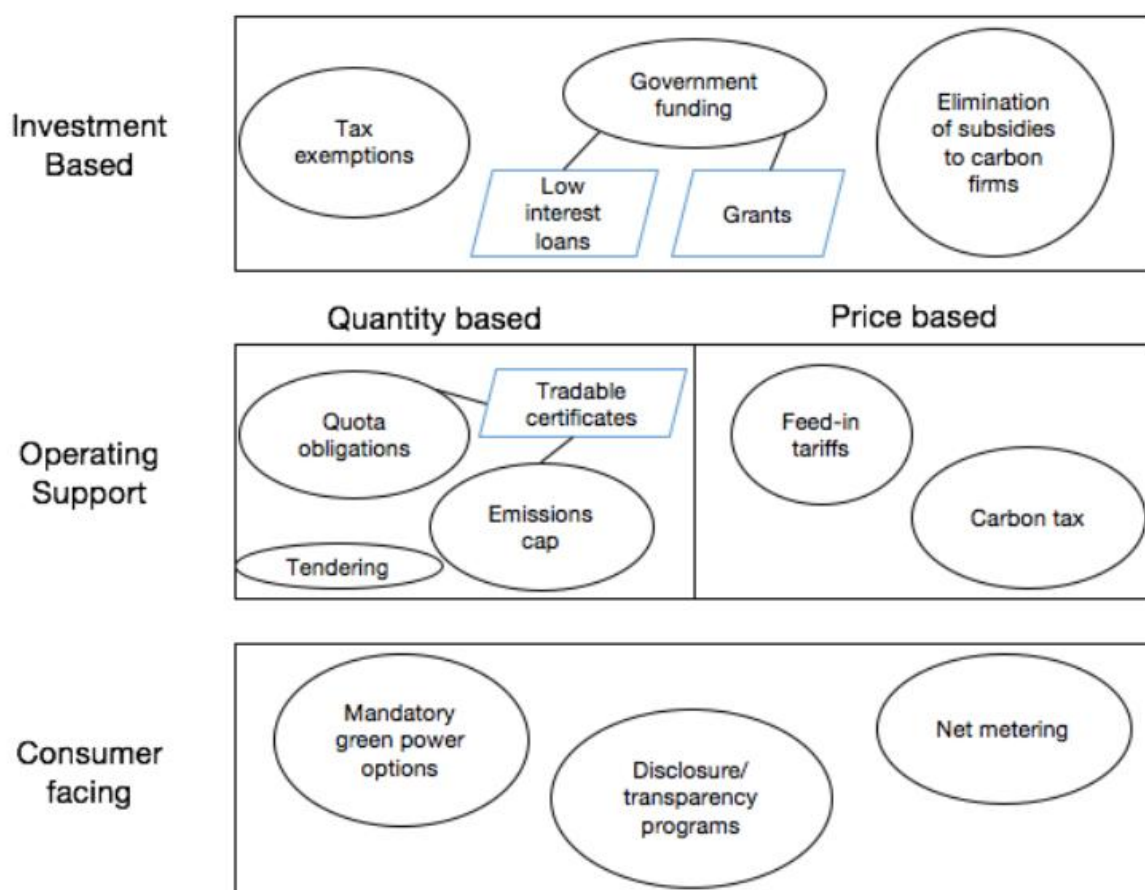 Investment
Based
Tax
exemptions
Government
funding
Low
interest
loans
Grants
Elimination
of subsidies
to carbon
firms
Quantity based
Price based
Operating
Support
Quota
obligations
Tradable
certificates
Emissions
cap
Tendering
Feed-in
tariffs
Carbon tax
Consumer
facing
Mandatory
green power
options
Disclosure/
transparency
programs
Net metering